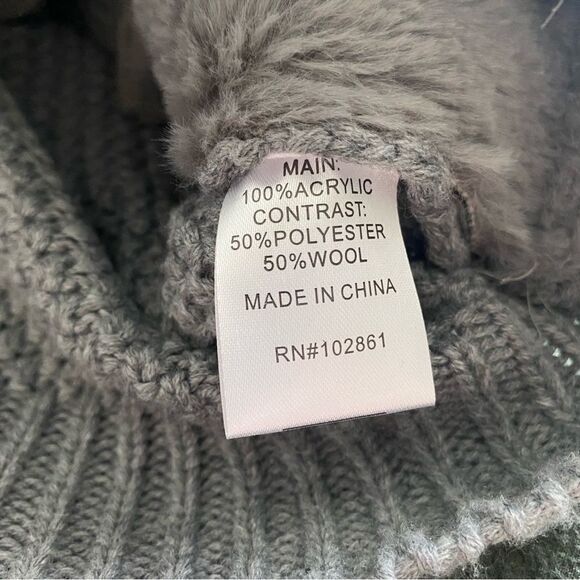 MAIN:
100%ACRYLIC
CONTRAST:
50%POLYESTER
50%WOOL
MADE IN CHINA
RN#102861